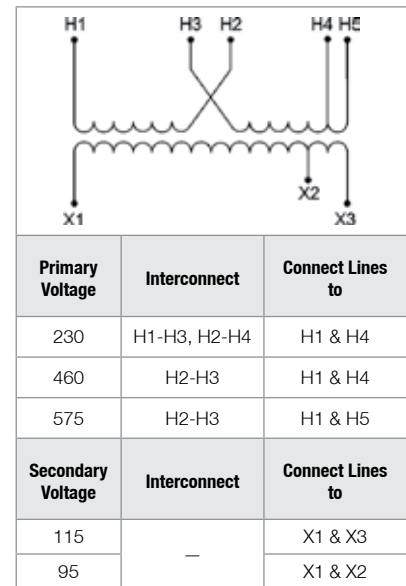 H1 H3 H2 H4 H5
X2
X1 X3
Primary Voltage Interconnect Connect Lines to
230 H1-H3, H2-H4 H1 & H4
460 H2-H3 H1 & H4
575 H2-H3 H1 & H5
Secondary Voltage Interconnect Connect Lines to
115 — X1 & X3
95 X1 & X2